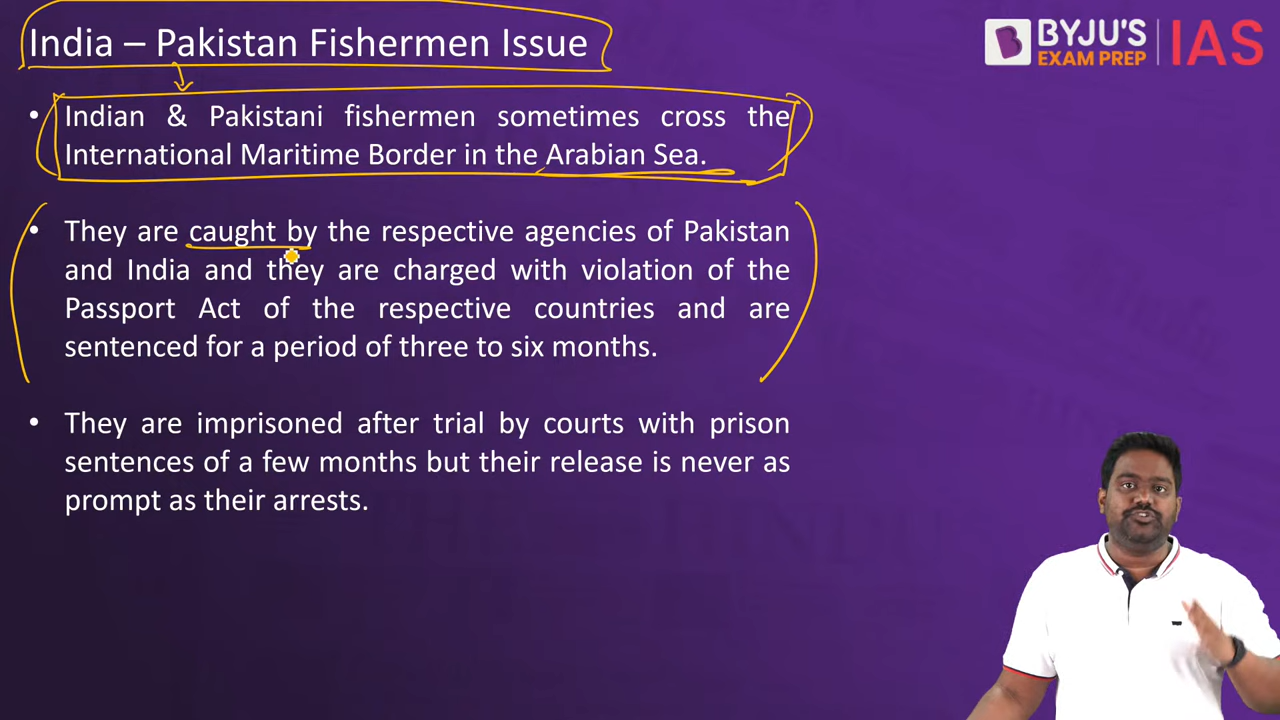 India – Pakistan Fishermen Issue
BYJU'S
EXAM PREP
IAS
• Indian & Pakistani fishermen sometimes cross the
International Maritime Border in the Arabian Sea.
• They are caught by the respective agencies of Pakistan
and India and they are charged with violation of the
Passport Act of the respective countries and are
sentenced for a period of three to six months.
• They are imprisoned after trial by courts with prison
sentences of a few months but their release is never as
prompt as their arrests.